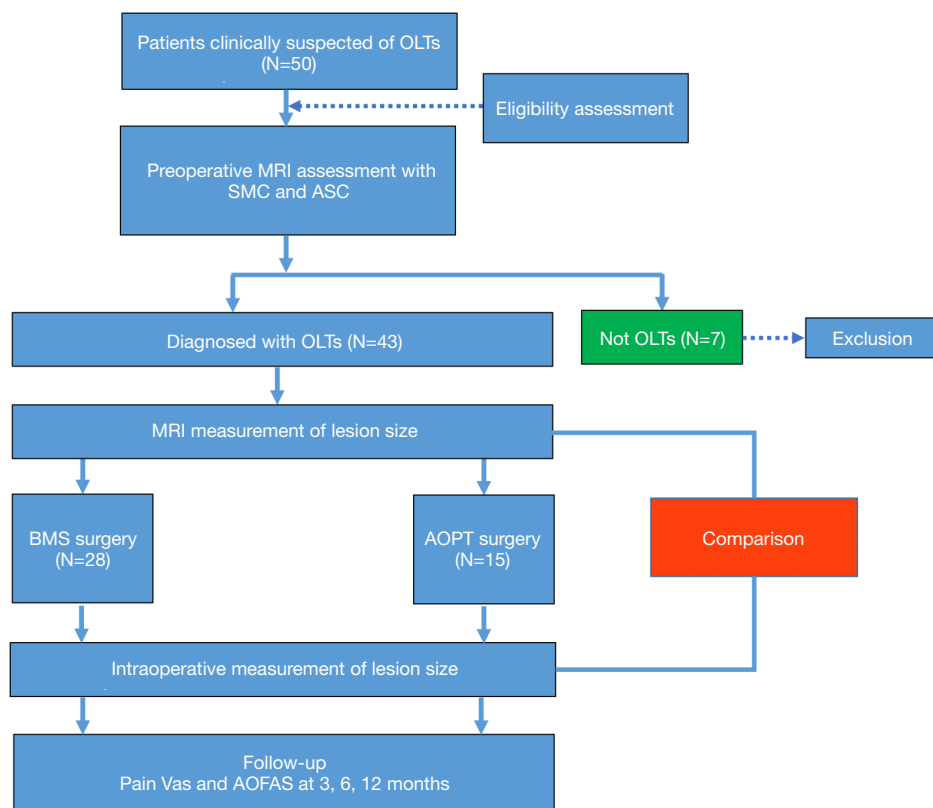 Patients clinically suspected of OLTs
(N=50)
Eligibility assessment
Preoperative MRI assessment with
SMC and ASC
Diagnosed with OLTs (N=43)
Not OLTs (N=7)
Exclusion
MRI measurement of lesion size
BMS surgery
(N=28)
AOPT surgery
(N=15)
Comparison
Intraoperative measurement of lesion size
Follow-up
Pain Vas and AOFAS at 3, 6, 12 months